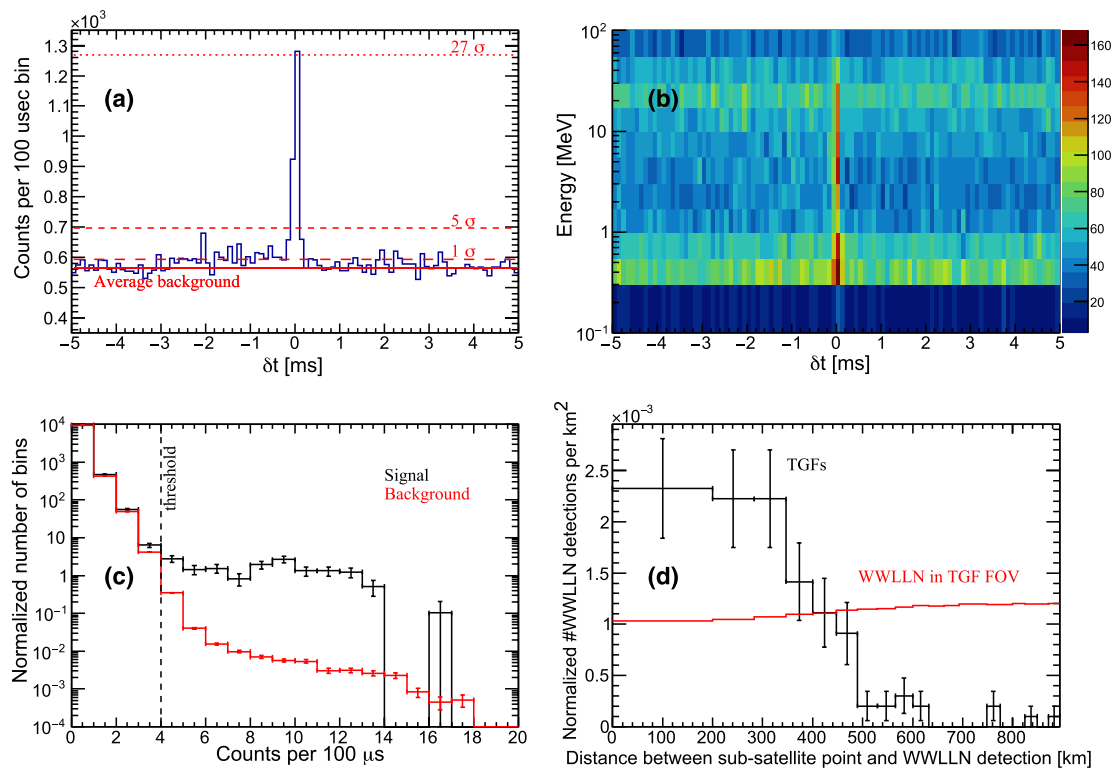 ×10³
1.3
1.2
1.1
1
0.9
0.8
0.7
0.6
0.5
0.4
Counts per 100 usec bin
(a)
27 σ
5 σ
1 σ
Average background
−5 −4 −3 −2 −1 0 1 2 3 4 5
δt [ms]
10²
10
1
10⁻¹
Energy [MeV]
(b)
160
140
120
100
80
60
40
20
−5 −4 −3 −2 −1 0 1 2 3 4 5
δt [ms]
10⁴
10³
10²
10
1
10⁻¹
10⁻²
10⁻³
10⁻⁴
Normalized number of bins
threshold
Signal
Background
(c)
0 2 4 6 8 10 12 14 16 18 20
Counts per 100 μs
×10⁻³
2.5
2
1.5
1
0.5
0
Normalized #WWLLN detections per km²
TGFs
WWLLN in TGF FOV
(d)
0 100 200 300 400 500 600 700 800
Distance between sub-satellite point and WWLLN detection [km]